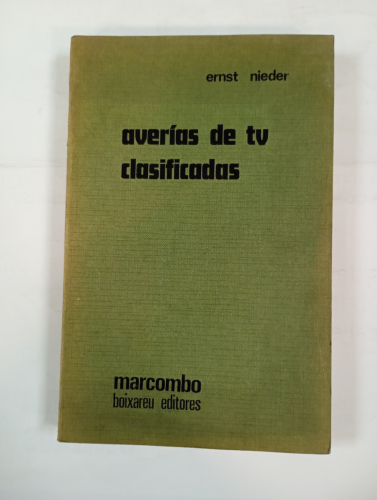 ernst nieder
averías de tv
clasificadas
marcombo
boixareu editores